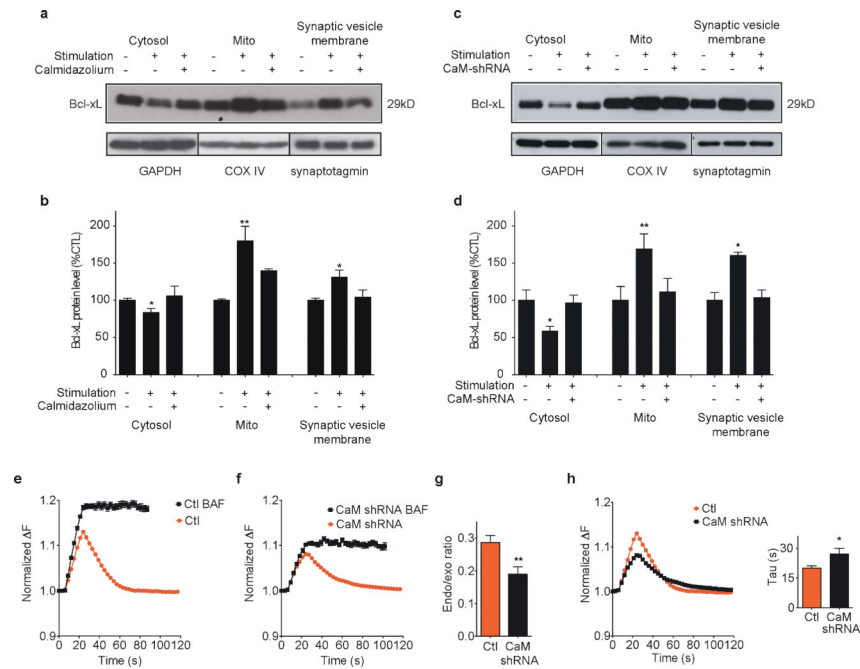 a
Cytosol Mito Synaptic vesicle
membrane
Stimulation - + + - + + - + +
Calmidazolium + + +
Bcl-xL 29kD
GAPDH COX IV synaptotagmin
c
Cytosol Mito Synaptic vesicle
membrane
Stimulation - + + - + + - + +
CaM-shRNA + + +
Bcl-xL 29kD
GAPDH COX IV synaptotagmin
b
Bcl-xL protein level (%CTL)
200
150
100
50
0
* ** *
Stimulation - + + - + + - + +
Calmidazolium + + +
Cytosol Mito Synaptic vesicle
membrane
d
Bcl-xL protein level (%CTL)
200
150
100
50
0
* ** *
Stimulation - + + - + + - + +
CaM-shRNA + + +
Cytosol Mito Synaptic vesicle
membrane
e
Ctl BAF
Ctl
Normalized ΔF
1.2
1.1
1.0
0.9
0 20 40 60 80 100 120
Time (s)
f
CaM shRNA BAF
CaM shRNA
Normalized ΔF
1.2
1.1
1.0
0.9
0 20 40 60 80 100 120
Time (s)
g
Endo/exo ratio
0.3
0.2
0.1
0.0
**
Ctl CaM
shRNA
h
Ctl
CaM shRNA
Normalized ΔF
1.2
1.1
1.0
0.9
0 20 40 60 80 100 120
Time (s)
Tau (s)
30
15
0
*
Ctl CaM
shRNA